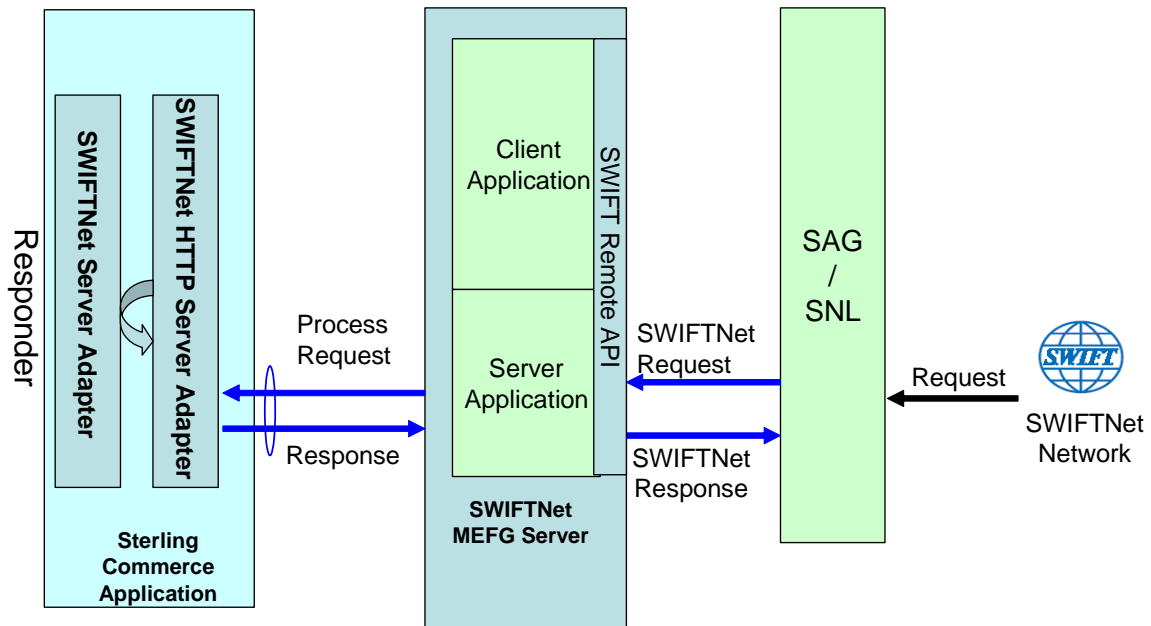 Responder
SWIFTNet Server Adapter
SWIFTNet HTTP Server Adapter
Sterling
Commerce
Application
Process
Request
Response
Client
Application
Server
Application
SWIFT Remote API
SWIFTNet
MEFG Server
SWIFTNet
Request
SWIFTNet
Response
SAG
/
SNL
Request
SWIFT
SWIFTNet
Network